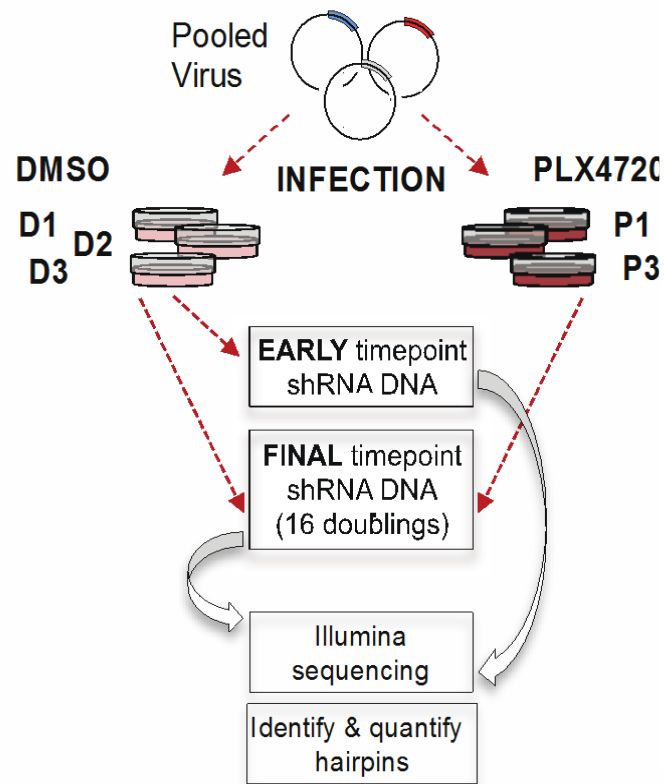 Pooled
Virus
DMSO
INFECTION
PLX4720
D1
D2
D3
P1
P3
EARLY timepoint
shRNA DNA
FINAL timepoint
shRNA DNA
(16 doublings)
Illumina
sequencing
Identify & quantify
hairpins